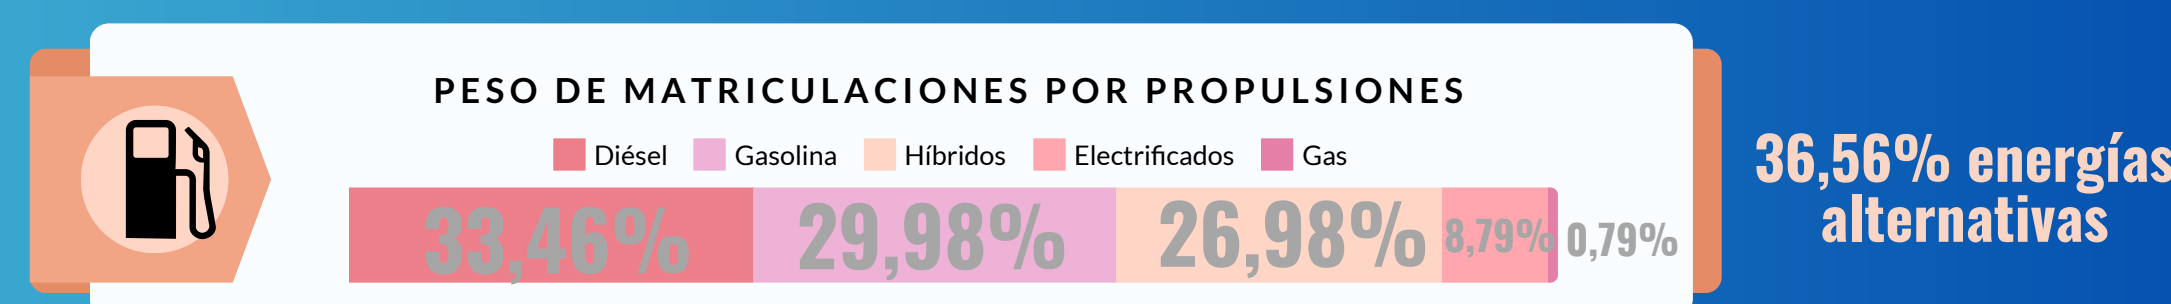 PESO DE MATRICULACIONES POR PROPULSIONES
Diésel Gasolina Híbridos Electrificados Gas
33,46% 29,98% 26,98% 8,79% 0,79%
36,56% energías
alternativas